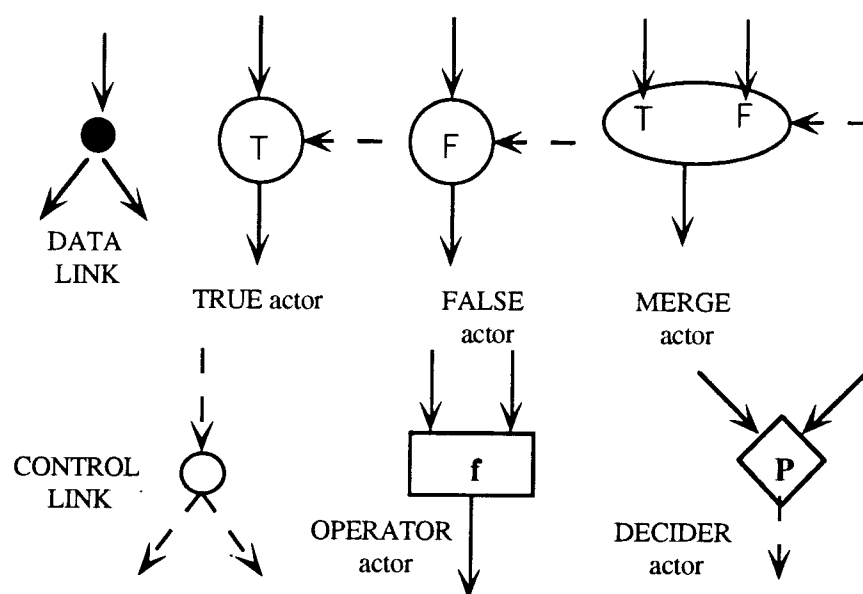 T F
T
F
DATA
LINK
TRUE actor
FALSE
actor
MERGE
actor
CONTROL
LINK
f
P
OPERATOR
actor
DECIDER
actor